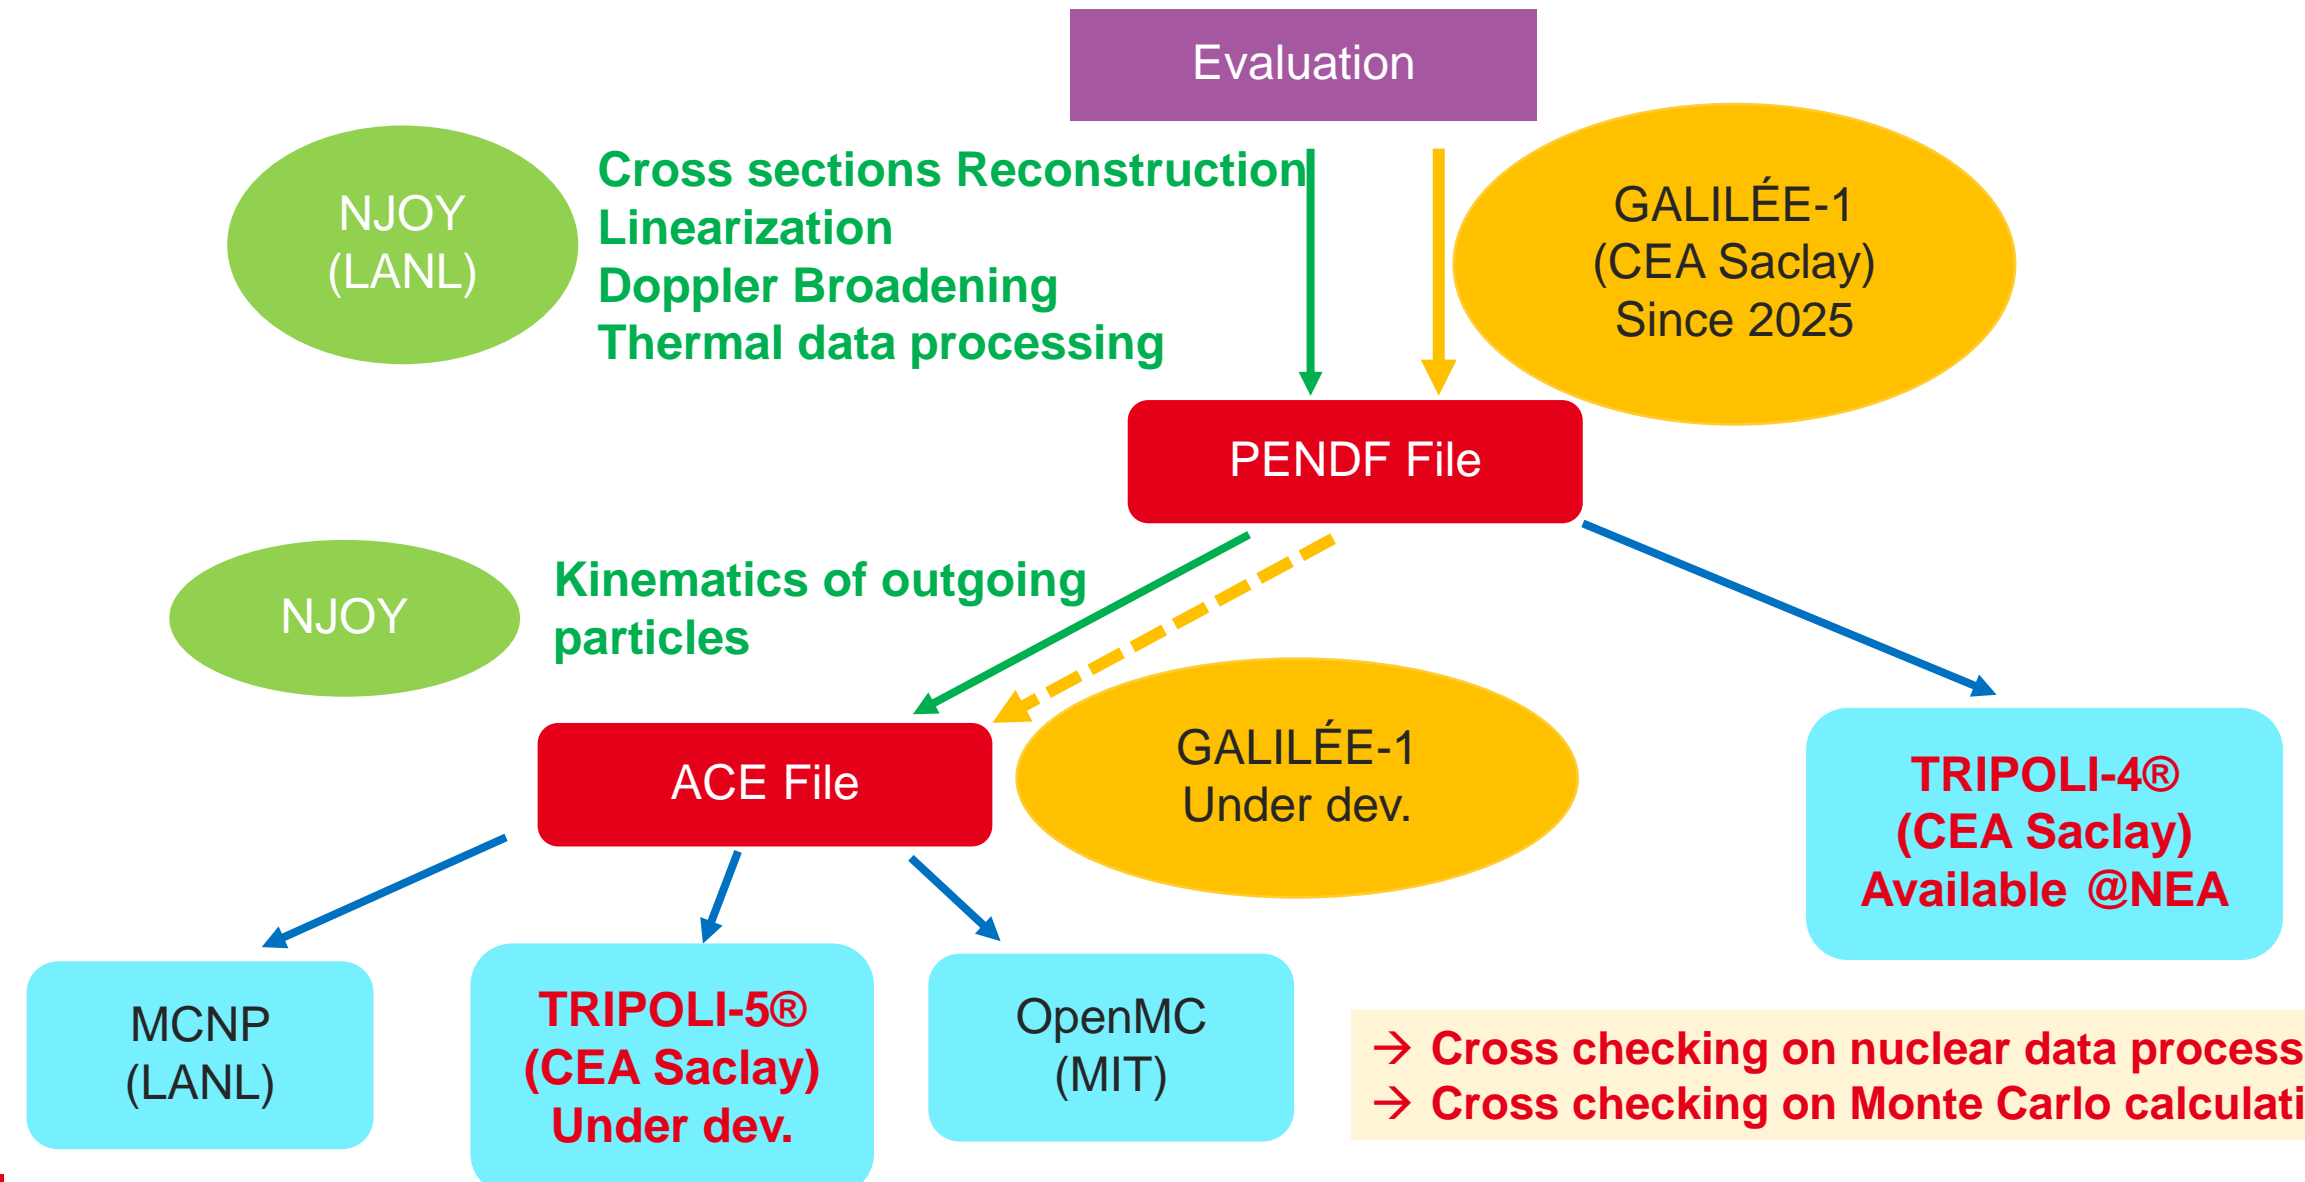 Evaluation
NJOY
(LANL)
Cross sections Reconstruction
Linearization
Doppler Broadening
Thermal data processing
GALILÉE-1
(CEA Saclay)
Since 2025
PENDF File
NJOY
Kinematics of outgoing
particles
ACE File
GALILÉE-1
Under dev.
TRIPOLI-4®
(CEA Saclay)
Available @NEA
MCNP
(LANL)
TRIPOLI-5®
(CEA Saclay)
Under dev.
OpenMC
(MIT)
→ Cross checking on nuclear data process
→ Cross checking on Monte Carlo calculati